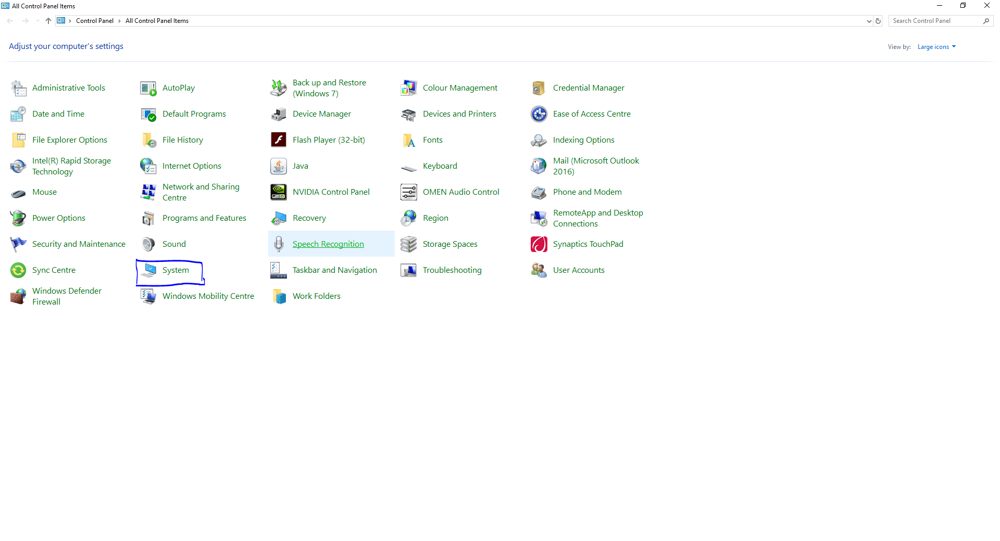 All Control Panel Items
Control Panel › All Control Panel Items
Search Control Panel
Adjust your computer's settings
View by: Large icons
Administrative Tools
AutoPlay
Back up and Restore
(Windows 7)
Colour Management
Credential Manager
Date and Time
Default Programs
Device Manager
Devices and Printers
Ease of Access Centre
File Explorer Options
File History
Flash Player (32-bit)
Fonts
Indexing Options
Intel(R) Rapid Storage
Technology
Internet Options
Java
Keyboard
Mail (Microsoft Outlook
2016)
Mouse
Network and Sharing
Centre
NVIDIA Control Panel
OMEN Audio Control
Phone and Modem
Power Options
Programs and Features
Recovery
Region
RemoteApp and Desktop
Connections
Security and Maintenance
Sound
Speech Recognition
Storage Spaces
Synaptics TouchPad
Sync Centre
System
Taskbar and Navigation
Troubleshooting
User Accounts
Windows Defender
Firewall
Windows Mobility Centre
Work Folders